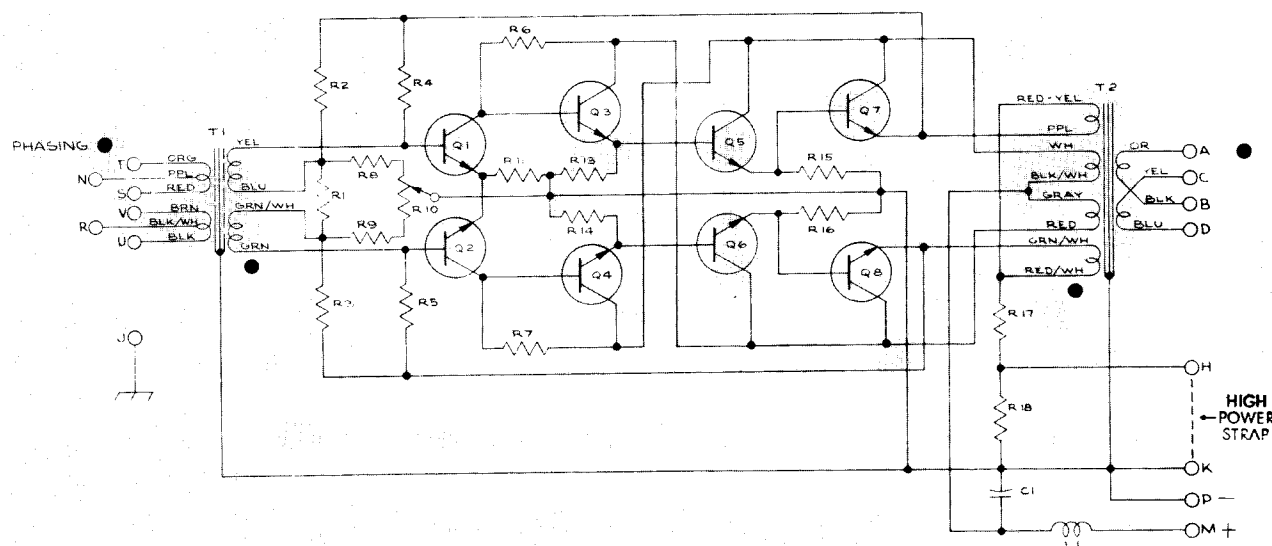 R6
R2
R4
Q3
Q7
T2
RED-YEL
PPL
T1
YEL
Q1
Q5
WH
OR
A
PHASING
T
ORG
R11
R13
R15
YEL
C
N
PPL
R8
BLK/WH
S
RED
BLU
R1
GRAY
BLK
B
V
BRN
GRN/WH
R10
R
BLK/WH
R9
R14
R16
RED
BLU
D
U
BLK
GRN
Q2
Q4
Q6
Q8
GRN/WH
RED/WH
R3
R5
R7
R17
J
H
R18
HIGH
POWER
STRAP
K
C1
P −
M +